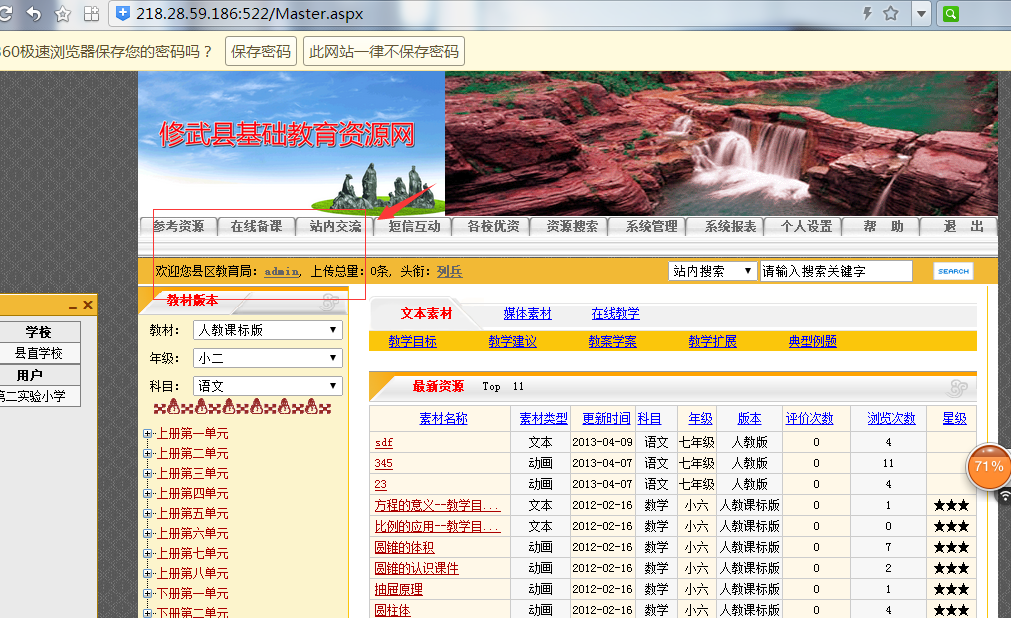 218.28.59.186:522/Master.aspx
360极速浏览器保存您的密码吗？ 保存密码 此网站一律不保存密码
修武县基础教育资源网
参考资源 在线备课 站内交流 短信互动 各校优资 资源搜索 系统管理 系统报表 个人设置 帮 助 退 出
欢迎您县区教育局：admin，上传总量：0条，头衔：列兵 站内搜索 请输入搜索关键字 SEARCH
学校
县直学校
用户
第二实验小学
教材版本
教材： 人教课标版
年级： 小二
科目： 语文
上册第一单元
上册第二单元
上册第三单元
上册第四单元
上册第五单元
上册第六单元
上册第七单元
上册第八单元
下册第一单元
下册第二单元
文本素材 媒体素材 在线教学
教学目标 教学建议 教案学案 教学扩展 典型例题
最新资源 Top 11
素材名称 素材类型 更新时间 科目 年级 版本 评价次数 浏览次数 星级
sdf 文本 2013-04-09 语文 七年级 人教版 0 4
345 动画 2013-04-07 语文 七年级 人教版 0 11
23 动画 2013-04-07 语文 七年级 人教版 0 4
方程的意义--教学目... 文本 2012-02-16 数学 小六 人教课标版 0 1 ★★★
比例的应用--教学目... 文本 2012-02-16 数学 小六 人教课标版 0 0 ★★★
圆锥的体积 动画 2012-02-16 数学 小六 人教课标版 0 7 ★★★
圆锥的认识课件 动画 2012-02-16 数学 小六 人教课标版 0 2 ★★★
抽屉原理 动画 2012-02-16 数学 小六 人教课标版 0 1 ★★★
圆柱体 动画 2012-02-16 数学 小六 人教课标版 0 4 ★★★
71%